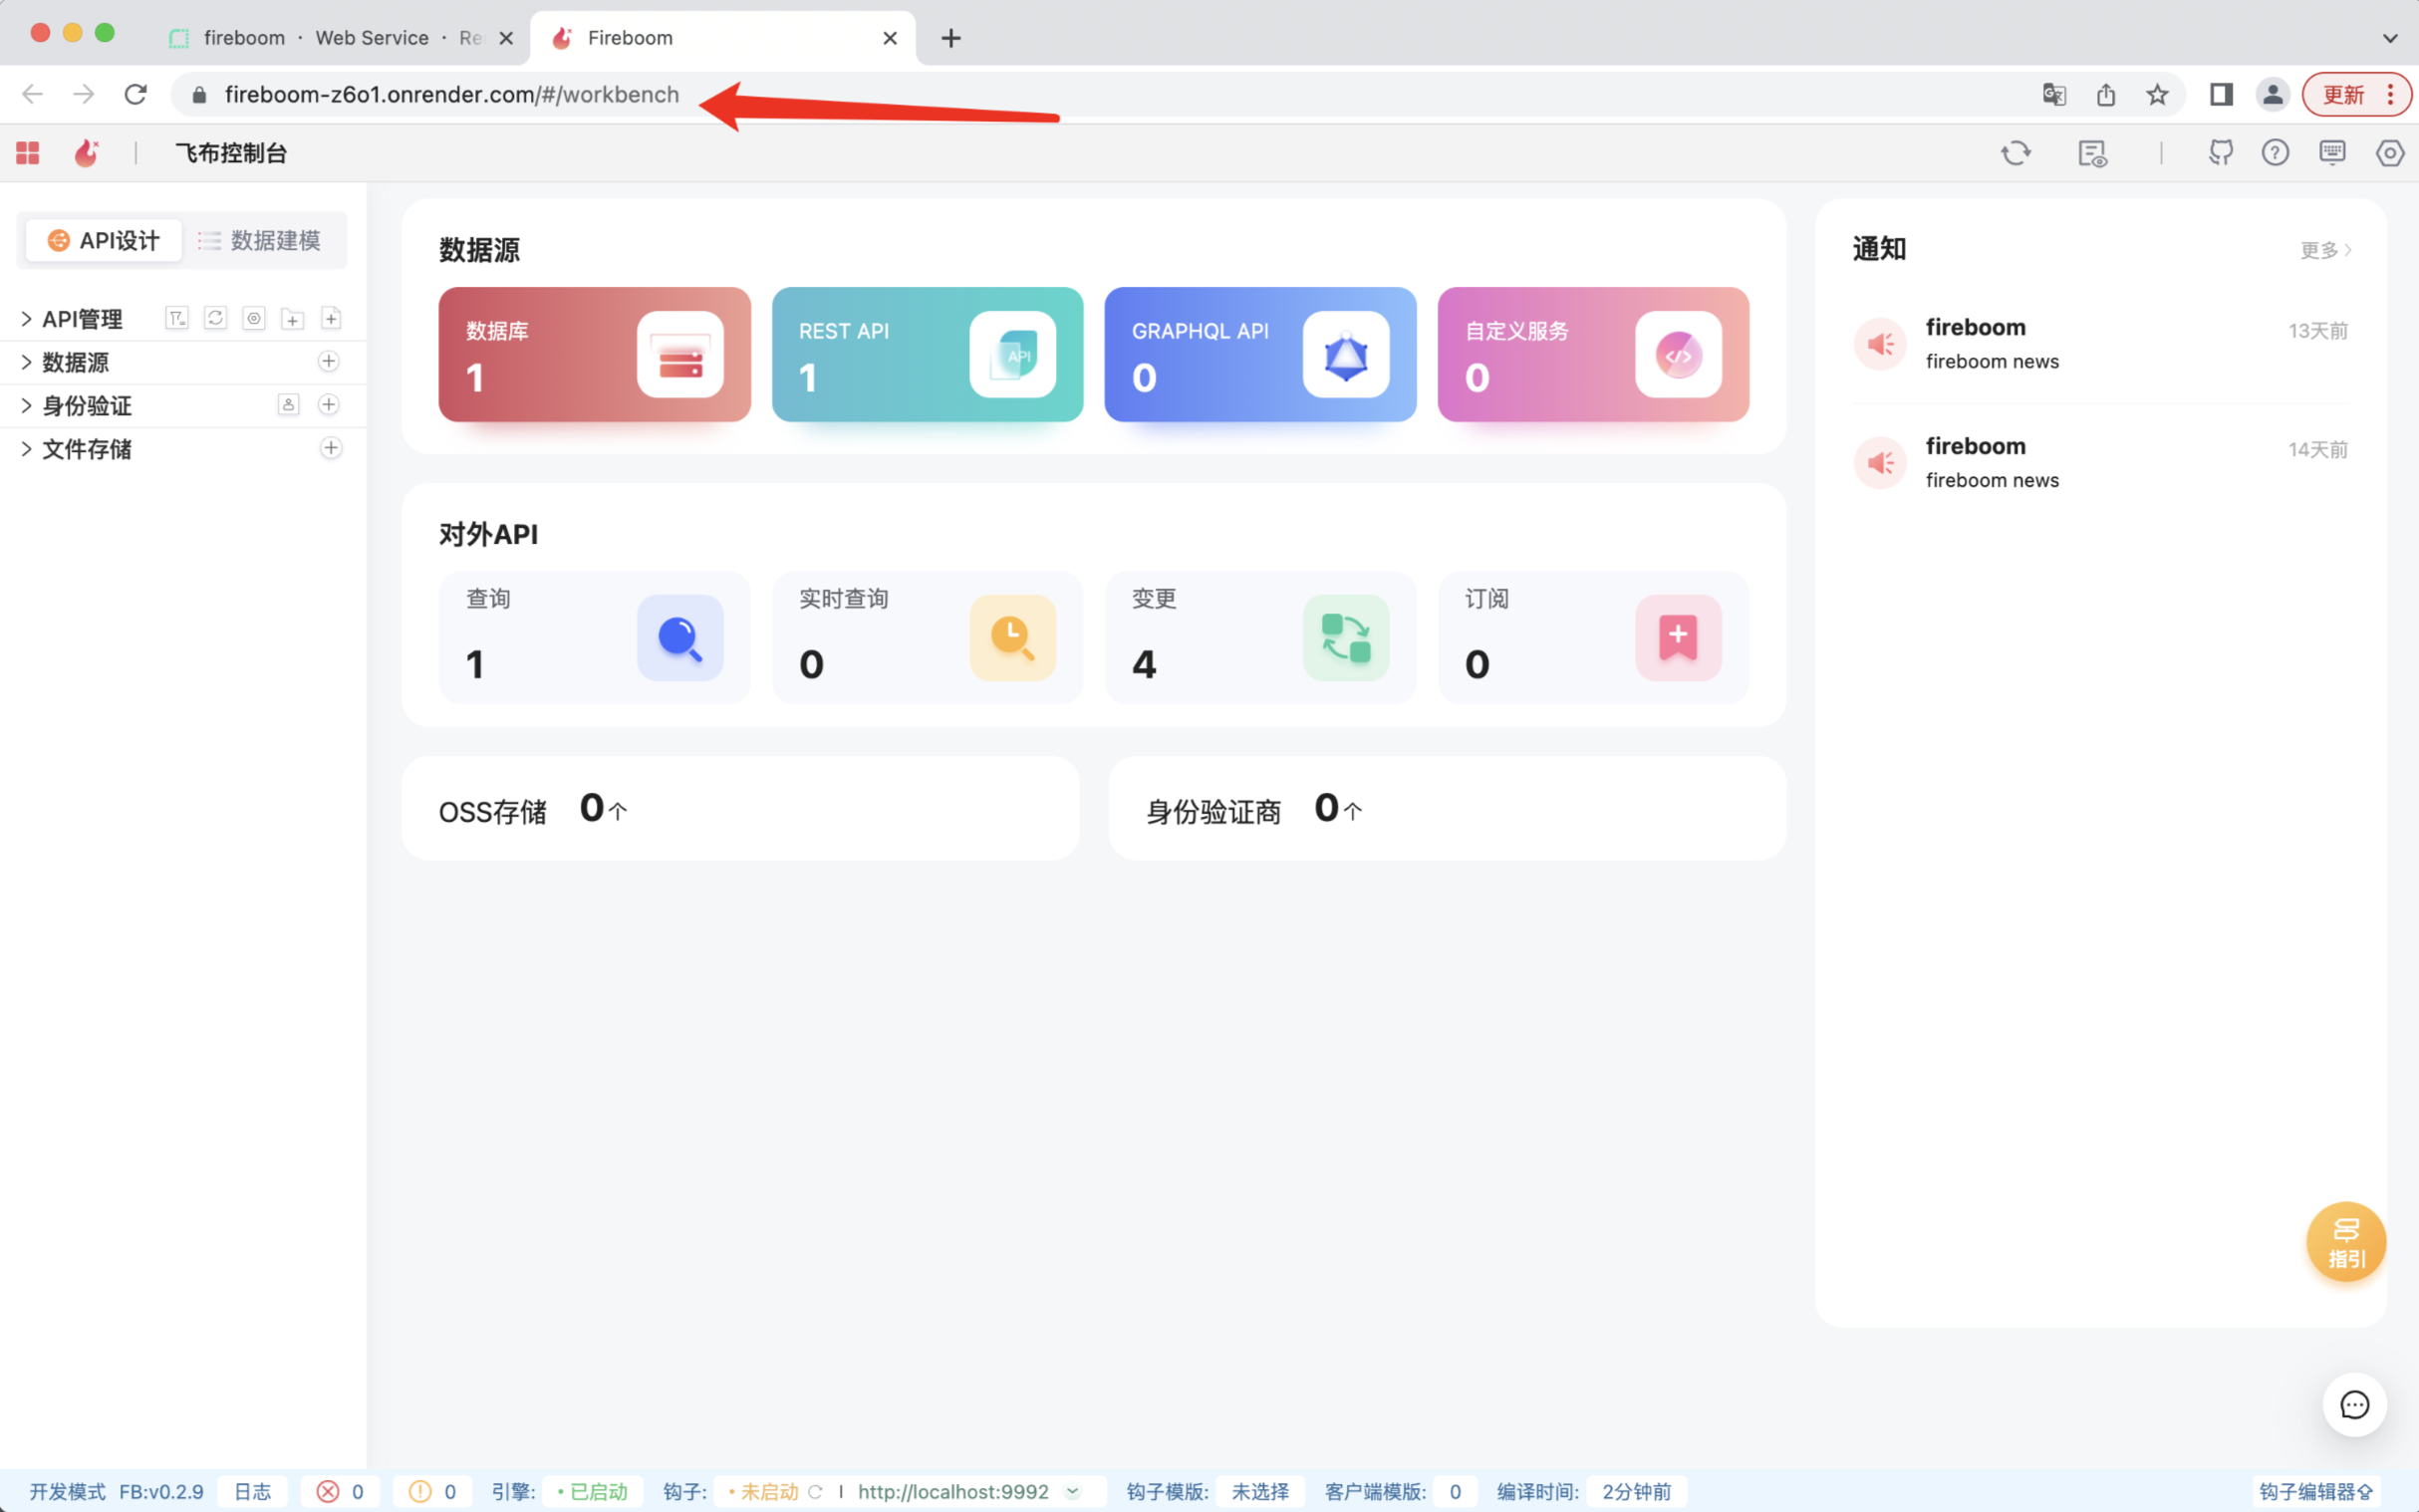 fireboom · Web Service · Re
Fireboom
fireboom-z6o1.onrender.com/#/workbench
更新
飞布控制台
API设计
数据建模
API管理
数据源
身份验证
文件存储
数据源
数据库
1
REST API
1
API
GRAPHQL API
0
自定义服务
0
对外API
查询
1
实时查询
0
变更
4
订阅
0
OSS存储 0个
身份验证商 0个
通知
更多
fireboom
13天前
fireboom news
fireboom
14天前
fireboom news
指引
开发模式 FB:v0.2.9 日志 0 0 引擎: 已启动 钩子: 未启动 | http://localhost:9992 钩子模版: 未选择 客户端模版: 0 编译时间: 2分钟前 钩子编辑器